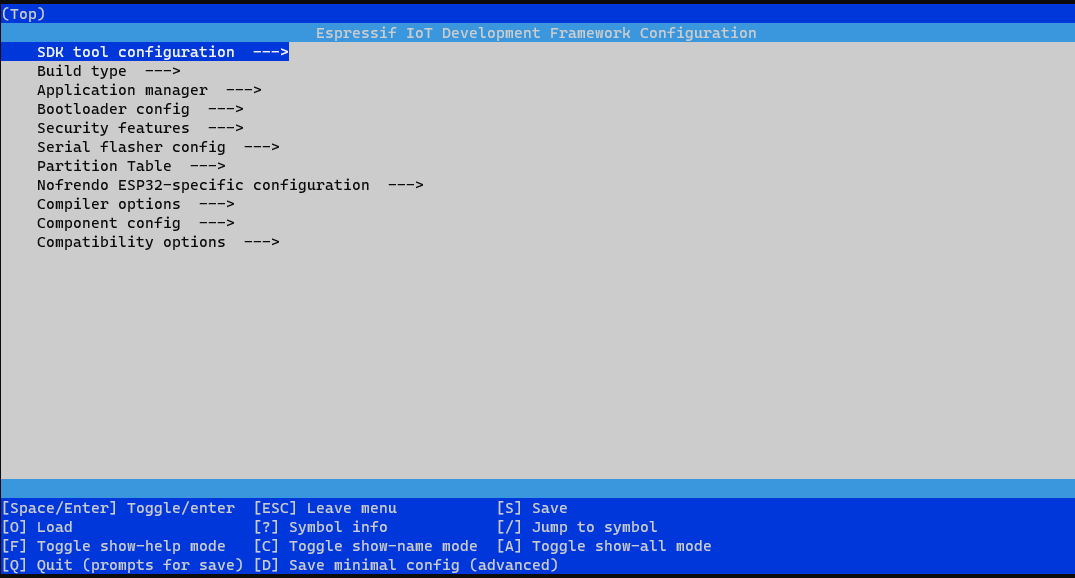 (Top)
Espressif IoT Development Framework Configuration
SDK tool configuration  --->
Build type  --->
Application manager  --->
Bootloader config  --->
Security features  --->
Serial flasher config  --->
Partition Table  --->
Nofrendo ESP32-specific configuration  --->
Compiler options  --->
Component config  --->
Compatibility options  --->
[Space/Enter] Toggle/enter  [ESC] Leave menu  [S] Save
[O] Load  [?] Symbol info  [/] Jump to symbol
[F] Toggle show-help mode  [C] Toggle show-name mode  [A] Toggle show-all mode
[Q] Quit (prompts for save)  [D] Save minimal config (advanced)